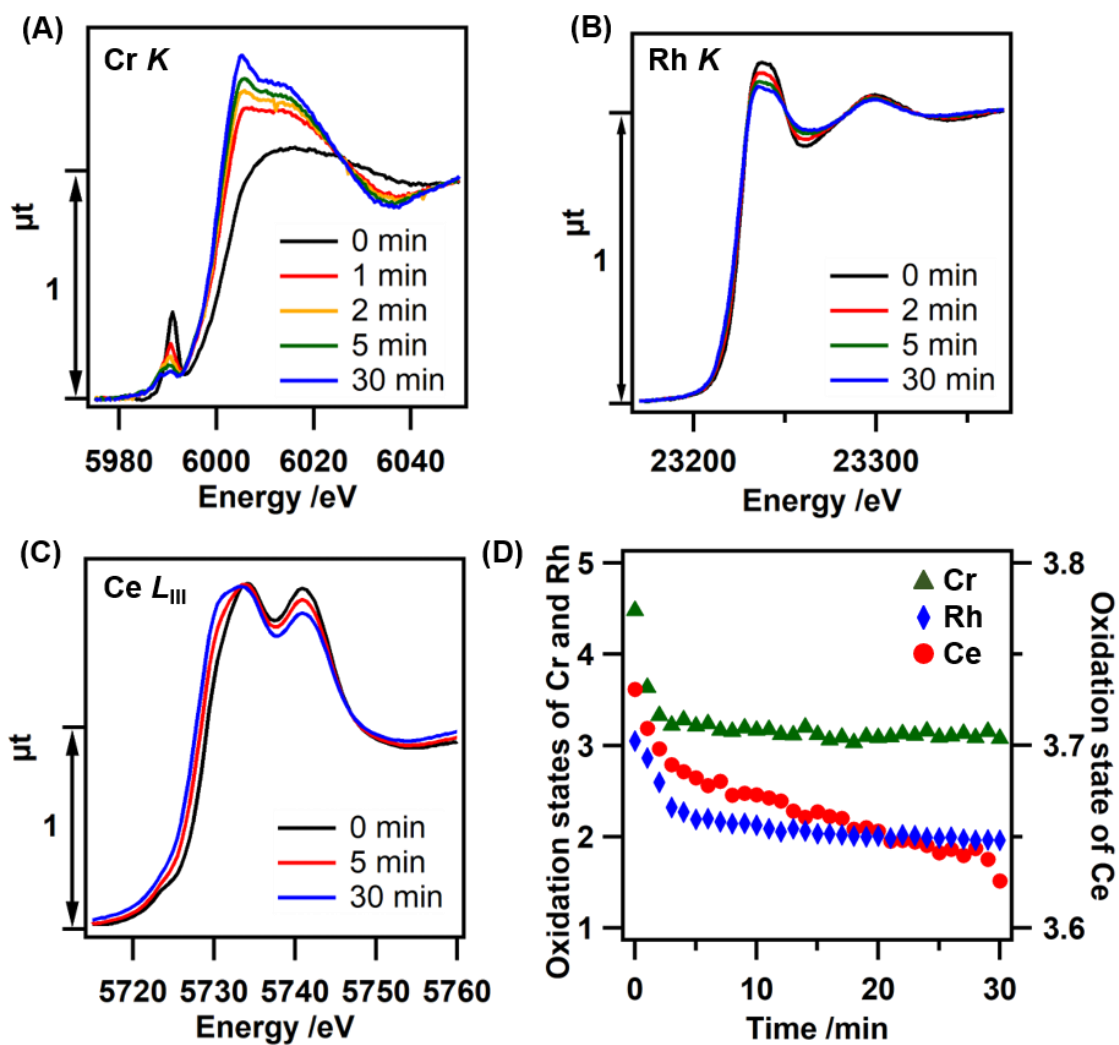 (A)
Cr K
µt
1
0 min
1 min
2 min
5 min
30 min
5980 6000 6020 6040
Energy /eV
(B)
Rh K
µt
1
0 min
2 min
5 min
30 min
23200 23300
Energy /eV
(C)
Ce LIII
µt
1
0 min
5 min
30 min
5720 5730 5740 5750 5760
Energy /eV
(D)
Oxidation states of Cr and Rh
5
4
3
2
1
Cr
Rh
Ce
3.8
3.7
3.6
Oxidation state of Ce
0 10 20 30
Time /min